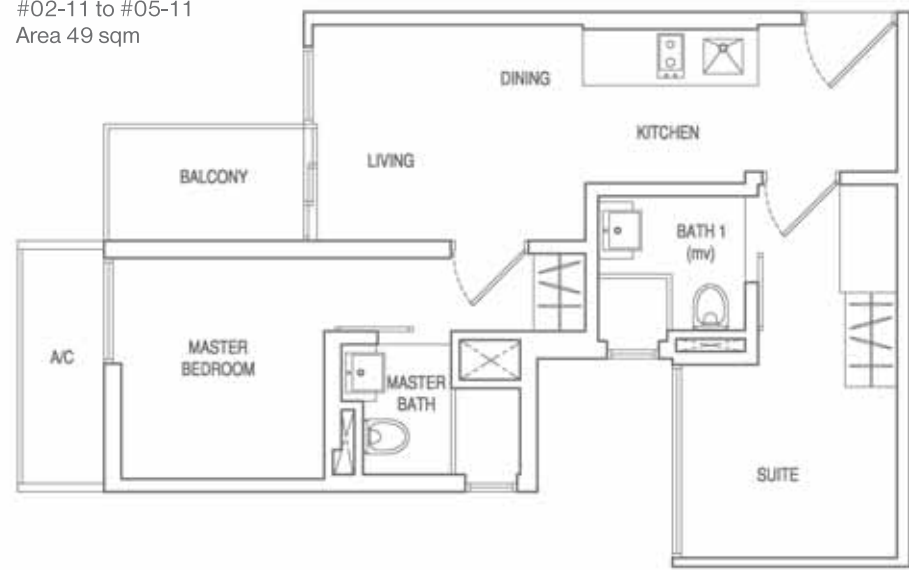 #02-11 to #05-11
Area 49 sqm
DINING
KITCHEN
LIVING
BALCONY
BATH 1
(mv)
A/C
MASTER
BEDROOM
MASTER
BATH
SUITE